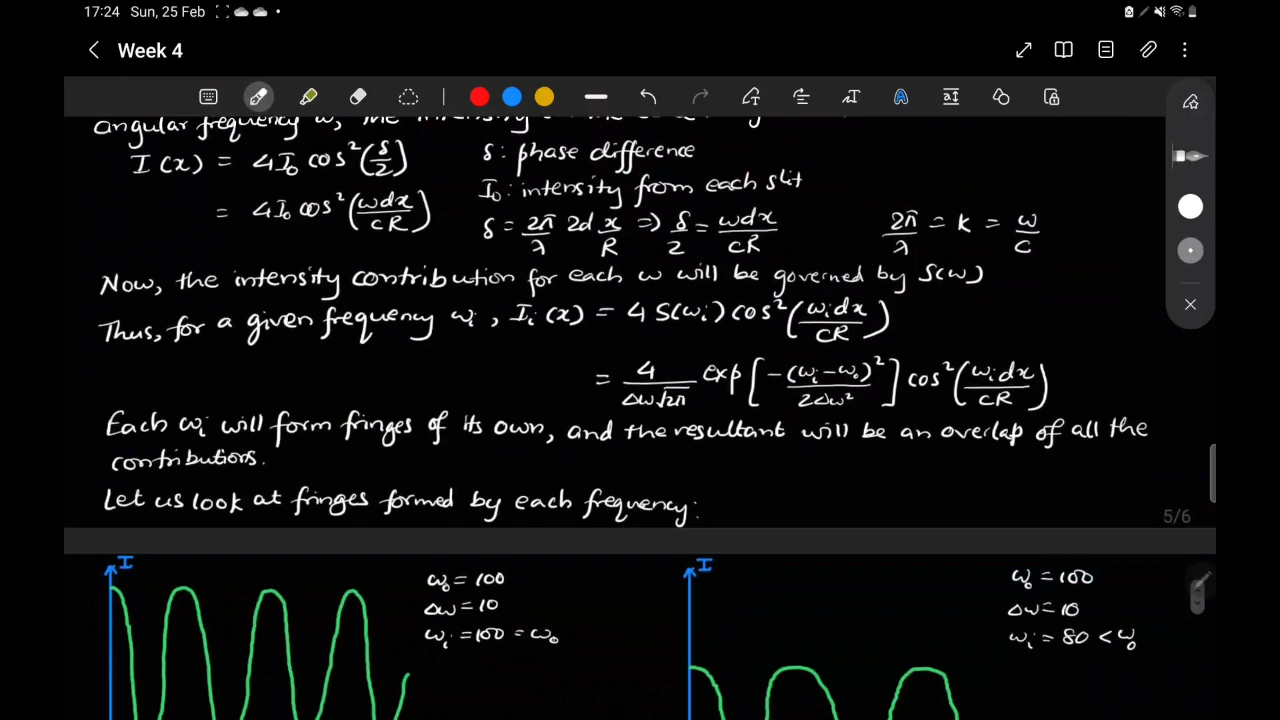 17:24 Sun, 25 Feb
Week 4
angular frequency ω, the intensity
I(x) = 4I₀ cos²(δ/2)
δ : phase difference
I₀ : intensity from each slit
= 4I₀ cos²(ωdx/cR)
δ = 2π/λ 2d x/R ⇒ δ/2 = ωdx/cR
2π/λ = k = ω/c
Now, the intensity contribution for each ω will be governed by S(ω)
Thus, for a given frequency ωᵢ, Iᵢ(x) = 4 S(ωᵢ) cos²(ωᵢdx/cR)
= 4/(Δω√2π) exp[-(ωᵢ-ω₀)²/2Δω²] cos²(ωᵢdx/cR)
Each ωᵢ will form fringes of its own, and the resultant will be an overlap of all the
contributions.
Let us look at fringes formed by each frequency:
5/6
I
ω₀ = 100
Δω = 10
ωᵢ = 100 = ω₀
I
ω₀ = 100
Δω = 10
ωᵢ = 80 < ω₀